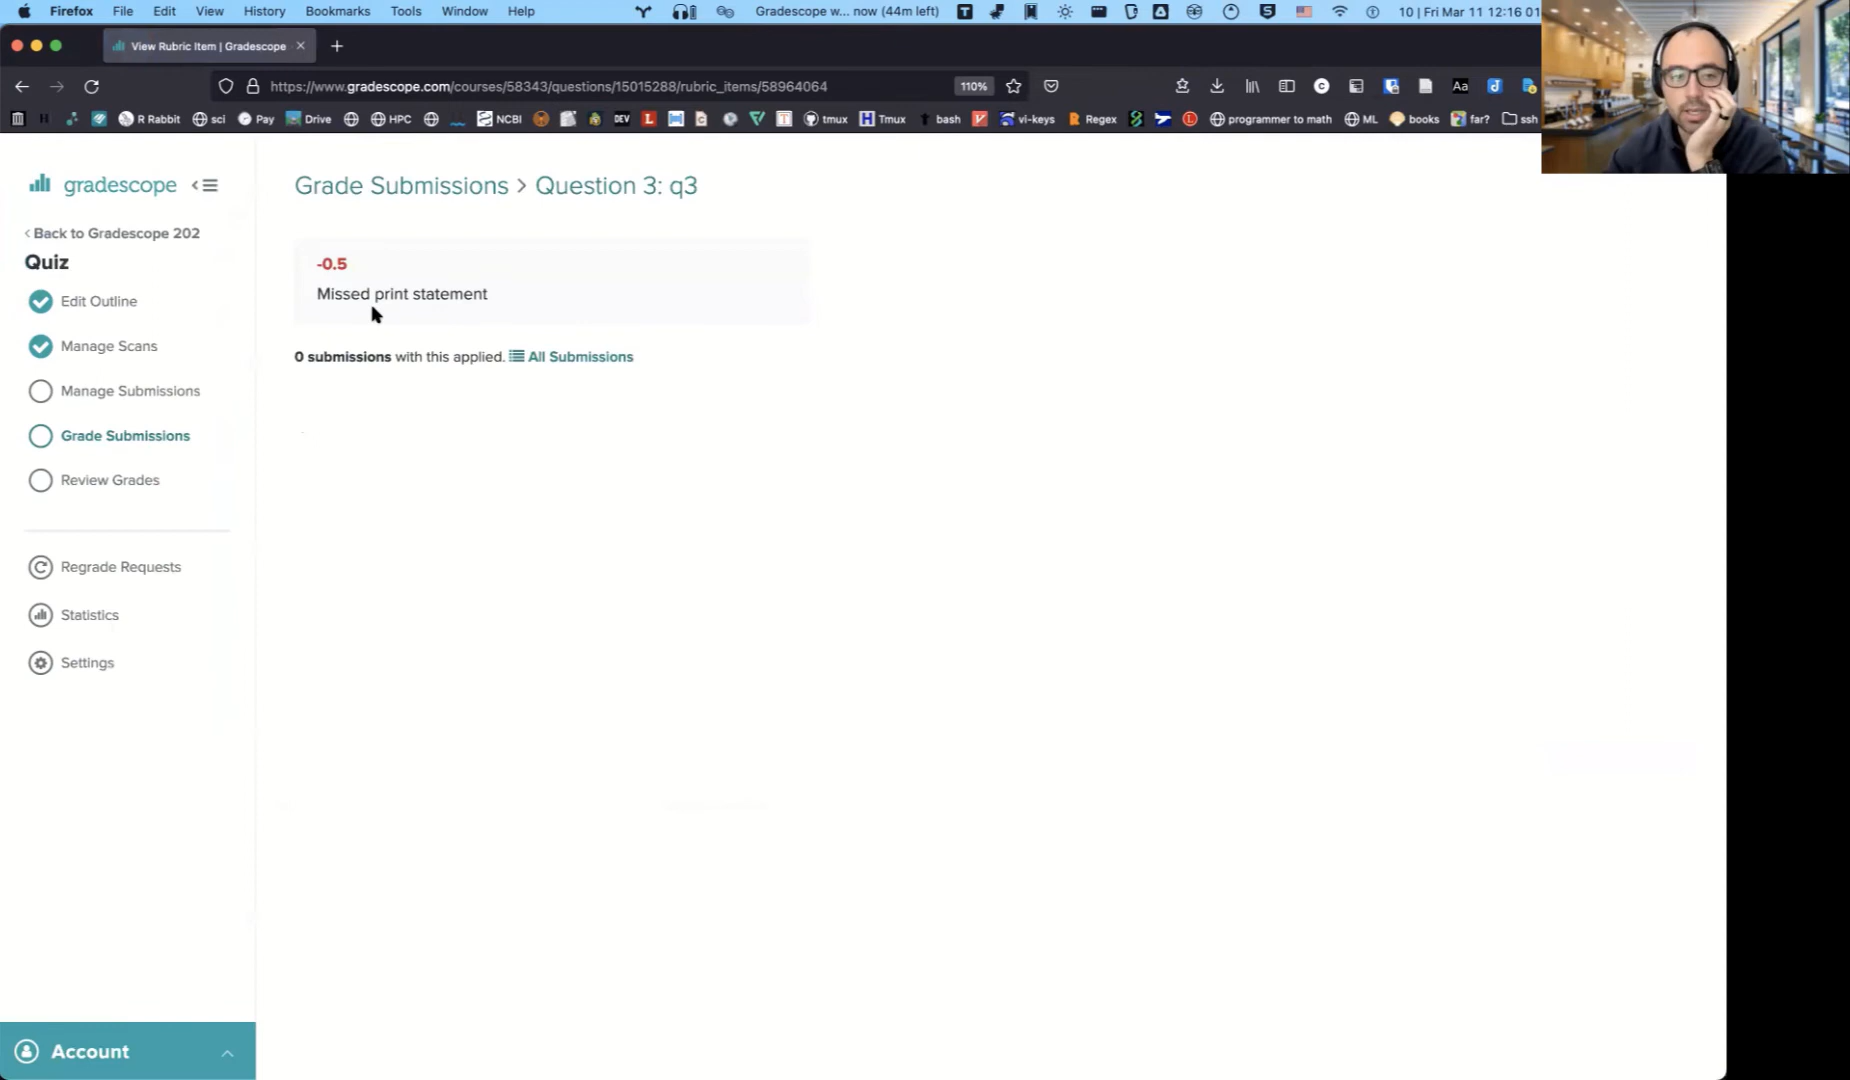 Firefox File Edit View History Bookmarks Tools Window Help Gradescope w... now (44m left) 10 | Fri Mar 11 12:16 01
View Rubric Item | Gradescope
https://www.gradescope.com/courses/58343/questions/15015288/rubric_items/58964064 110% Aa
R Rabbit sci Pay Drive HPC NCBI DEV L tmux Tmux bash vi-keys Regex programmer to math ML books far? ssh
gradescope
Back to Gradescope 202
Quiz
Edit Outline
Manage Scans
Manage Submissions
Grade Submissions
Review Grades
Regrade Requests
Statistics
Settings
Account
Grade Submissions > Question 3: q3
-0.5
Missed print statement
0 submissions with this applied. All Submissions